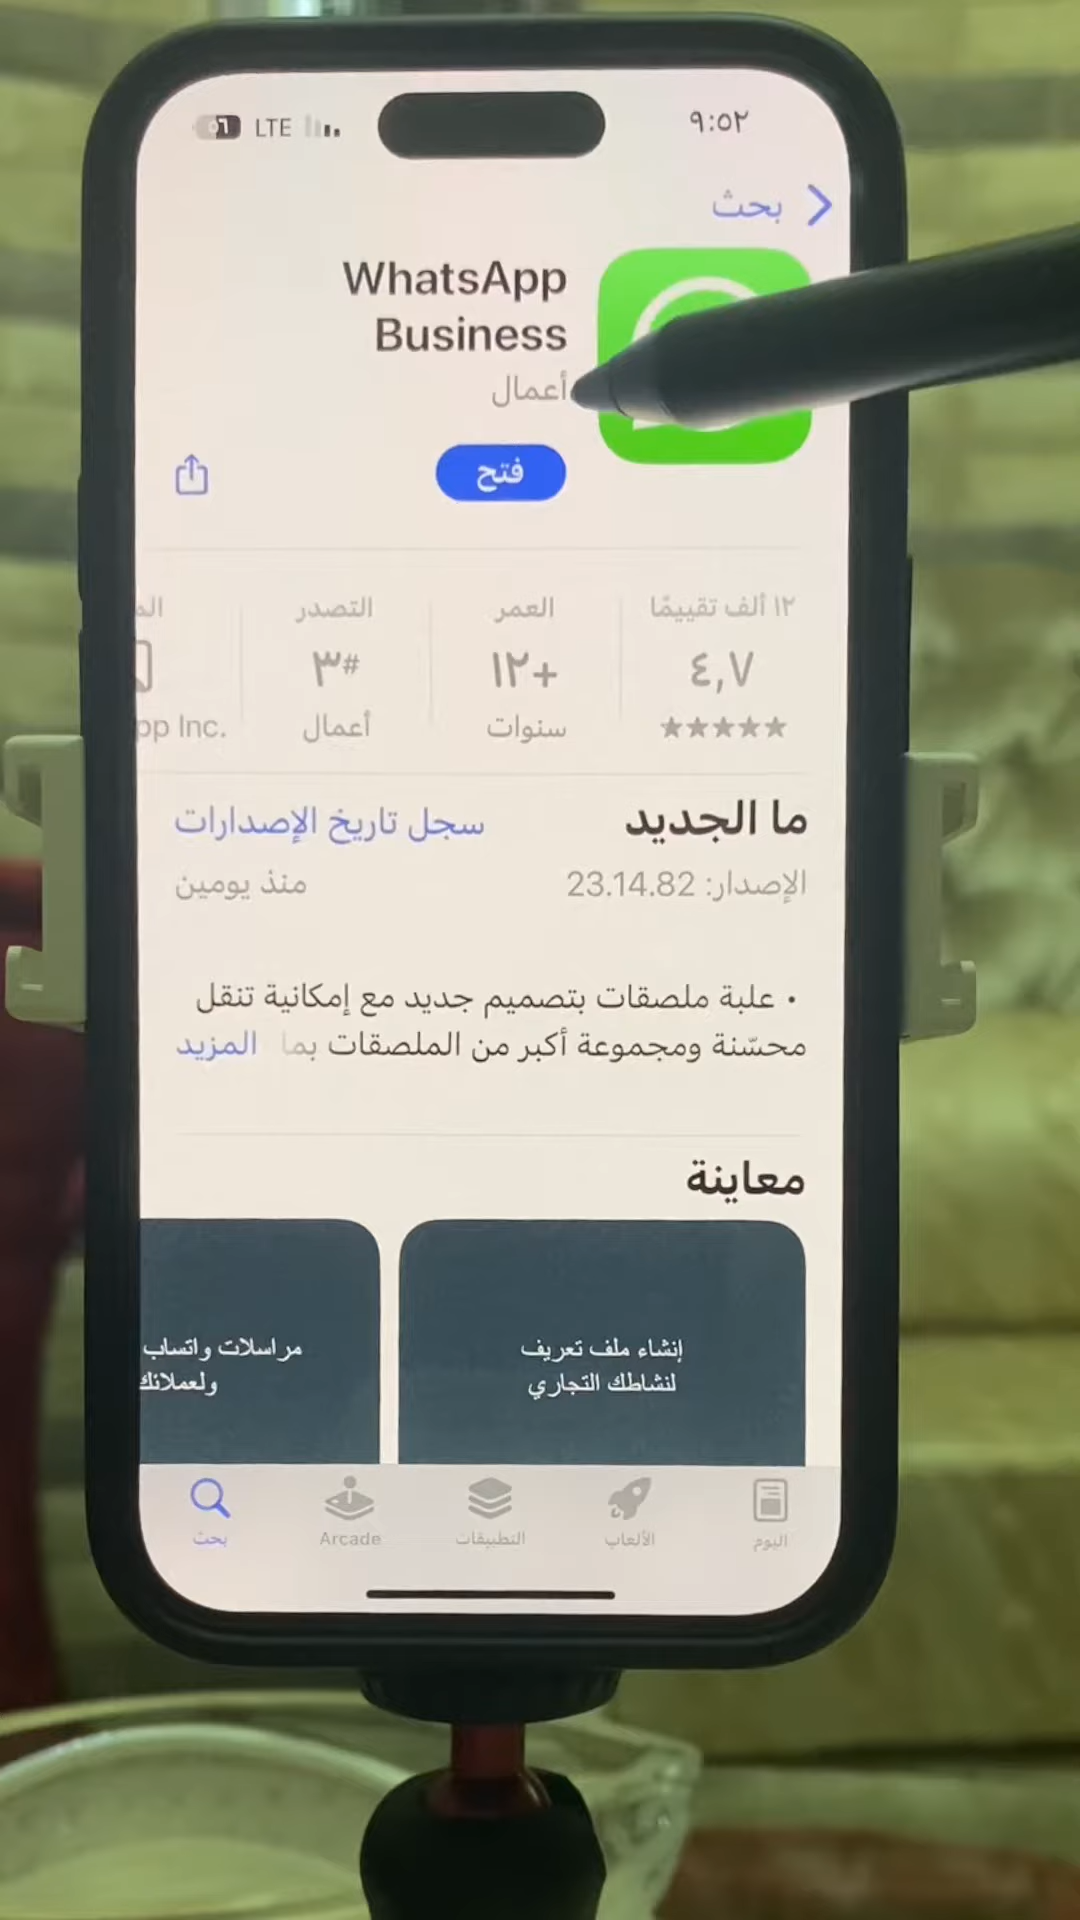 ٩:٥٢
LTE
بحث
WhatsApp
Business
أعمال
فتح
١٢ ألف تقييمًا
العمر
التصدر
٤,٧
+١٢
#٣
★★★★★
سنوات
أعمال
pp Inc.
ما الجديد
سجل تاريخ الإصدارات
الإصدار: 23.14.82
منذ يومين
• علبة ملصقات بتصميم جديد مع إمكانية تنقل
محسّنة ومجموعة أكبر من الملصقات بما
المزيد
معاينة
إنشاء ملف تعريف
لنشاطك التجاري
مراسلات واتساب
ولعملائك
اليوم
الألعاب
التطبيقات
Arcade
بحث